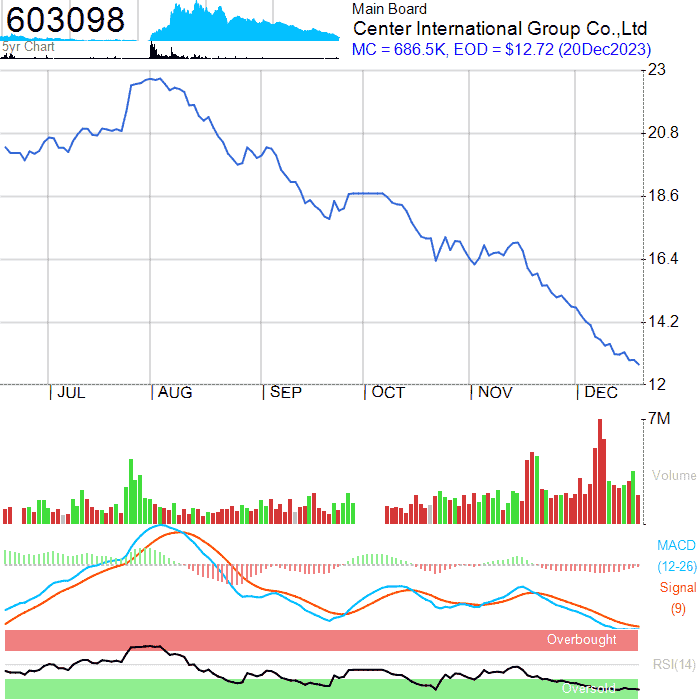 603098
5yr Chart
Main Board
Center International Group Co.,Ltd
MC = 686.5K, EOD = $12.72 (20Dec2023)
23
20.8
18.6
16.4
14.2
12
JUL
AUG
SEP
OCT
NOV
DEC
7M
Volume
MACD
(12-26)
Signal
(9)
Overbought
RSI(14)
Oversold